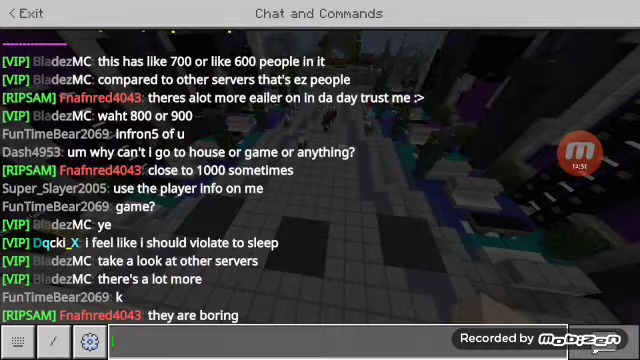 < Exit
Chat and Commands
--------------
[VIP] BladezMC: this has like 700 or like 600 people in it
[VIP] BladezMC: compared to other servers that's ez people
[RIPSAM] Fnafnred4043: theres alot more eailer on in da day trust me :>
[VIP] BladezMC: waht 800 or 900
FunTimeBear2069: infron5 of u
Dash4953: um why can't i go to house or game or anything?
[RIPSAM] Fnafnred4043: close to 1000 sometimes
Super_Slayer2005: use the player info on me
FunTimeBear2069: game?
[VIP] BladezMC: ye
[VIP] Dqcki_X: i feel like i should violate to sleep
[VIP] BladezMC: take a look at other servers
[VIP] BladezMC: there's a lot more
FunTimeBear2069: k
[RIPSAM] Fnafnred4043: they are boring
/
Recorded by MOBIZEN